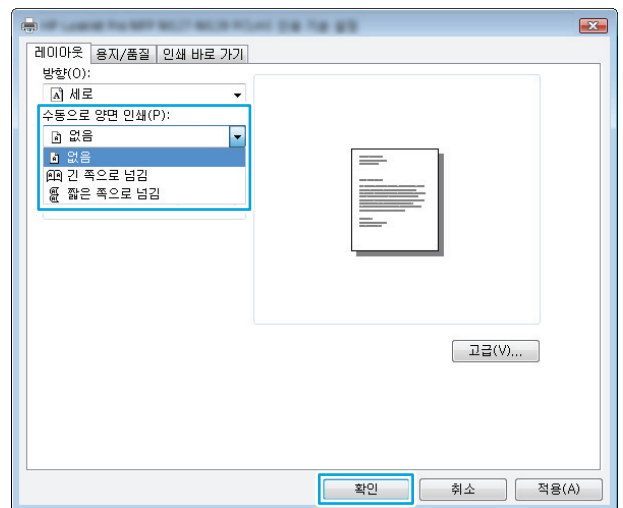 레이아웃 용지/품질 인쇄 바로 가기
방향(O):
세로
수동으로 양면 인쇄(P):
없음
없음
긴 쪽으로 넘김
짧은 쪽으로 넘김
고급(V)...
확인 취소 적용(A)